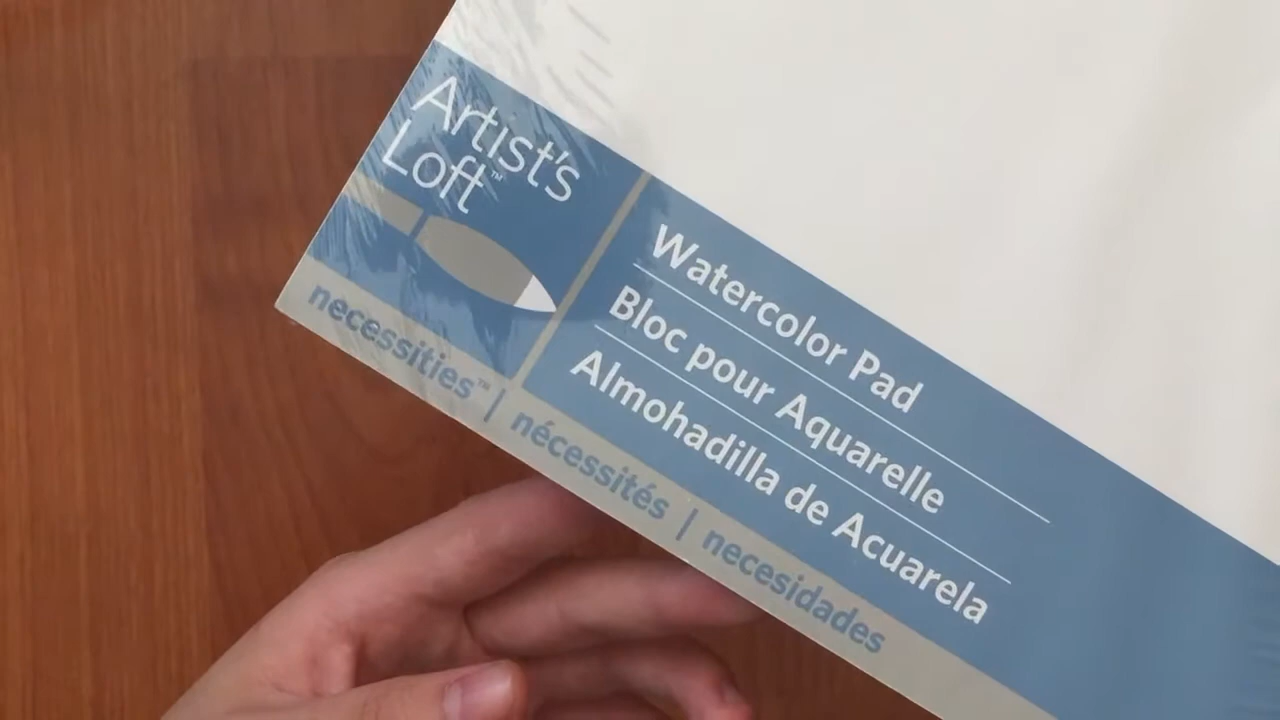 Artist's
Loft™
Watercolor Pad
Bloc pour Aquarelle
Almohadilla de Acuarela
necessities™ | nécessités | necesidades